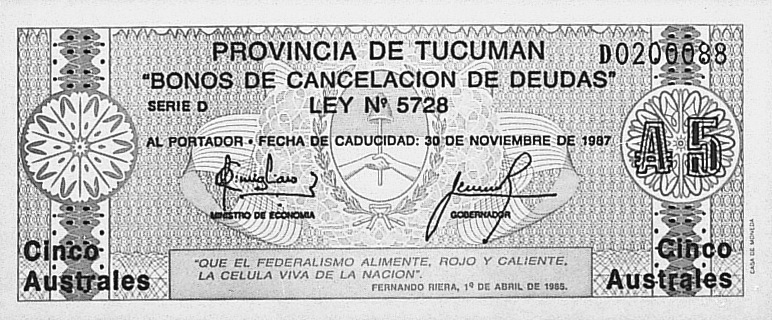 PROVINCIA DE TUCUMAN
D0200088
"BONOS DE CANCELACION DE DEUDAS"
SERIE D
LEY Nº 5728
AL PORTADOR • FECHA DE CADUCIDAD: 30 DE NOVIEMBRE DE 1987
A 5
MINISTRO DE ECONOMIA
GOBERNADOR
Cinco
Australes
"QUE EL FEDERALISMO ALIMENTE, ROJO Y CALIENTE,
LA CELULA VIVA DE LA NACION".
FERNANDO RIERA, 1º DE ABRIL DE 1985.
Cinco
Australes
CASA DE MONEDA